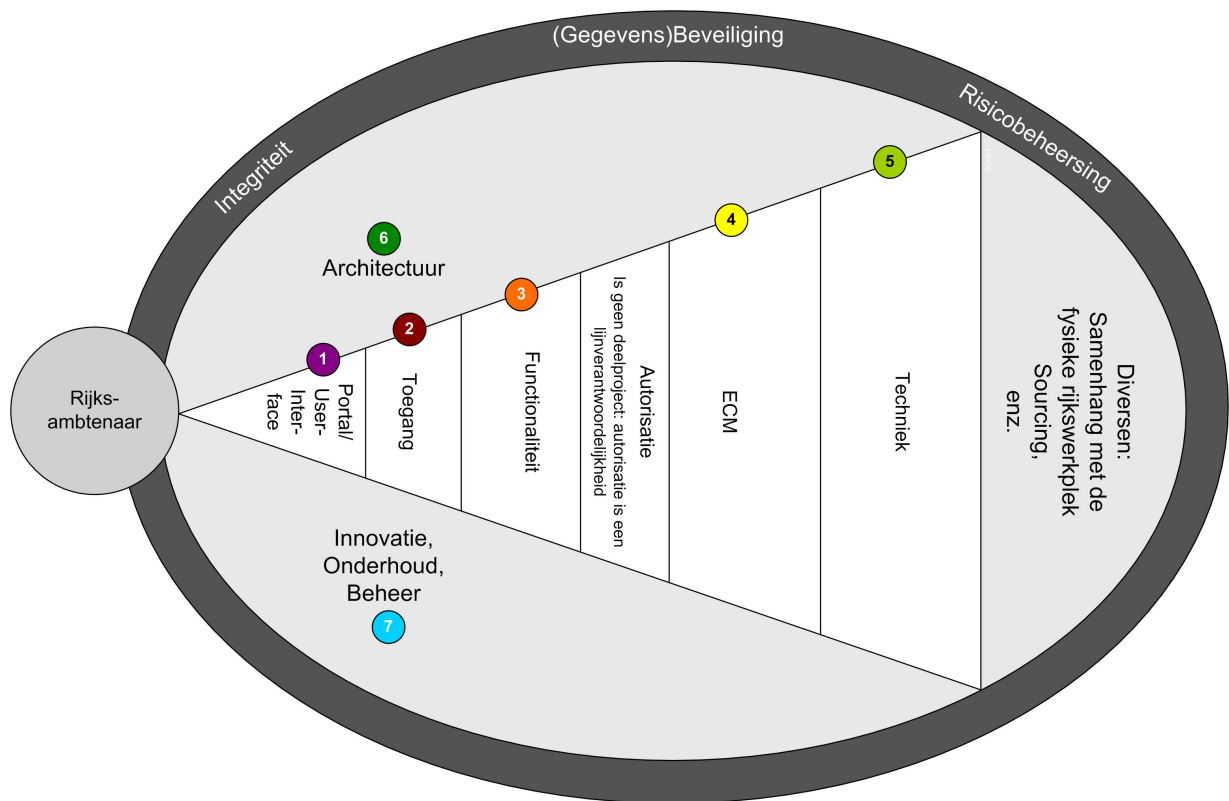 (Gegevens)Beveiliging
Risicobeheersing
Integriteit
5
4
6
Architectuur
3
2
1
Rijks-
ambtenaar
Portal/
User-
Inter-
face
Toegang
Functionaliteit
Autorisatie
Is geen deelproject: autorisatie is een
lijnverantwoordelijkheid
ECM
Techniek
Diversen:
Samenhang met de
fysieke rijkswerkplek
Sourcing,
enz.
Innovatie,
Onderhoud,
Beheer
7